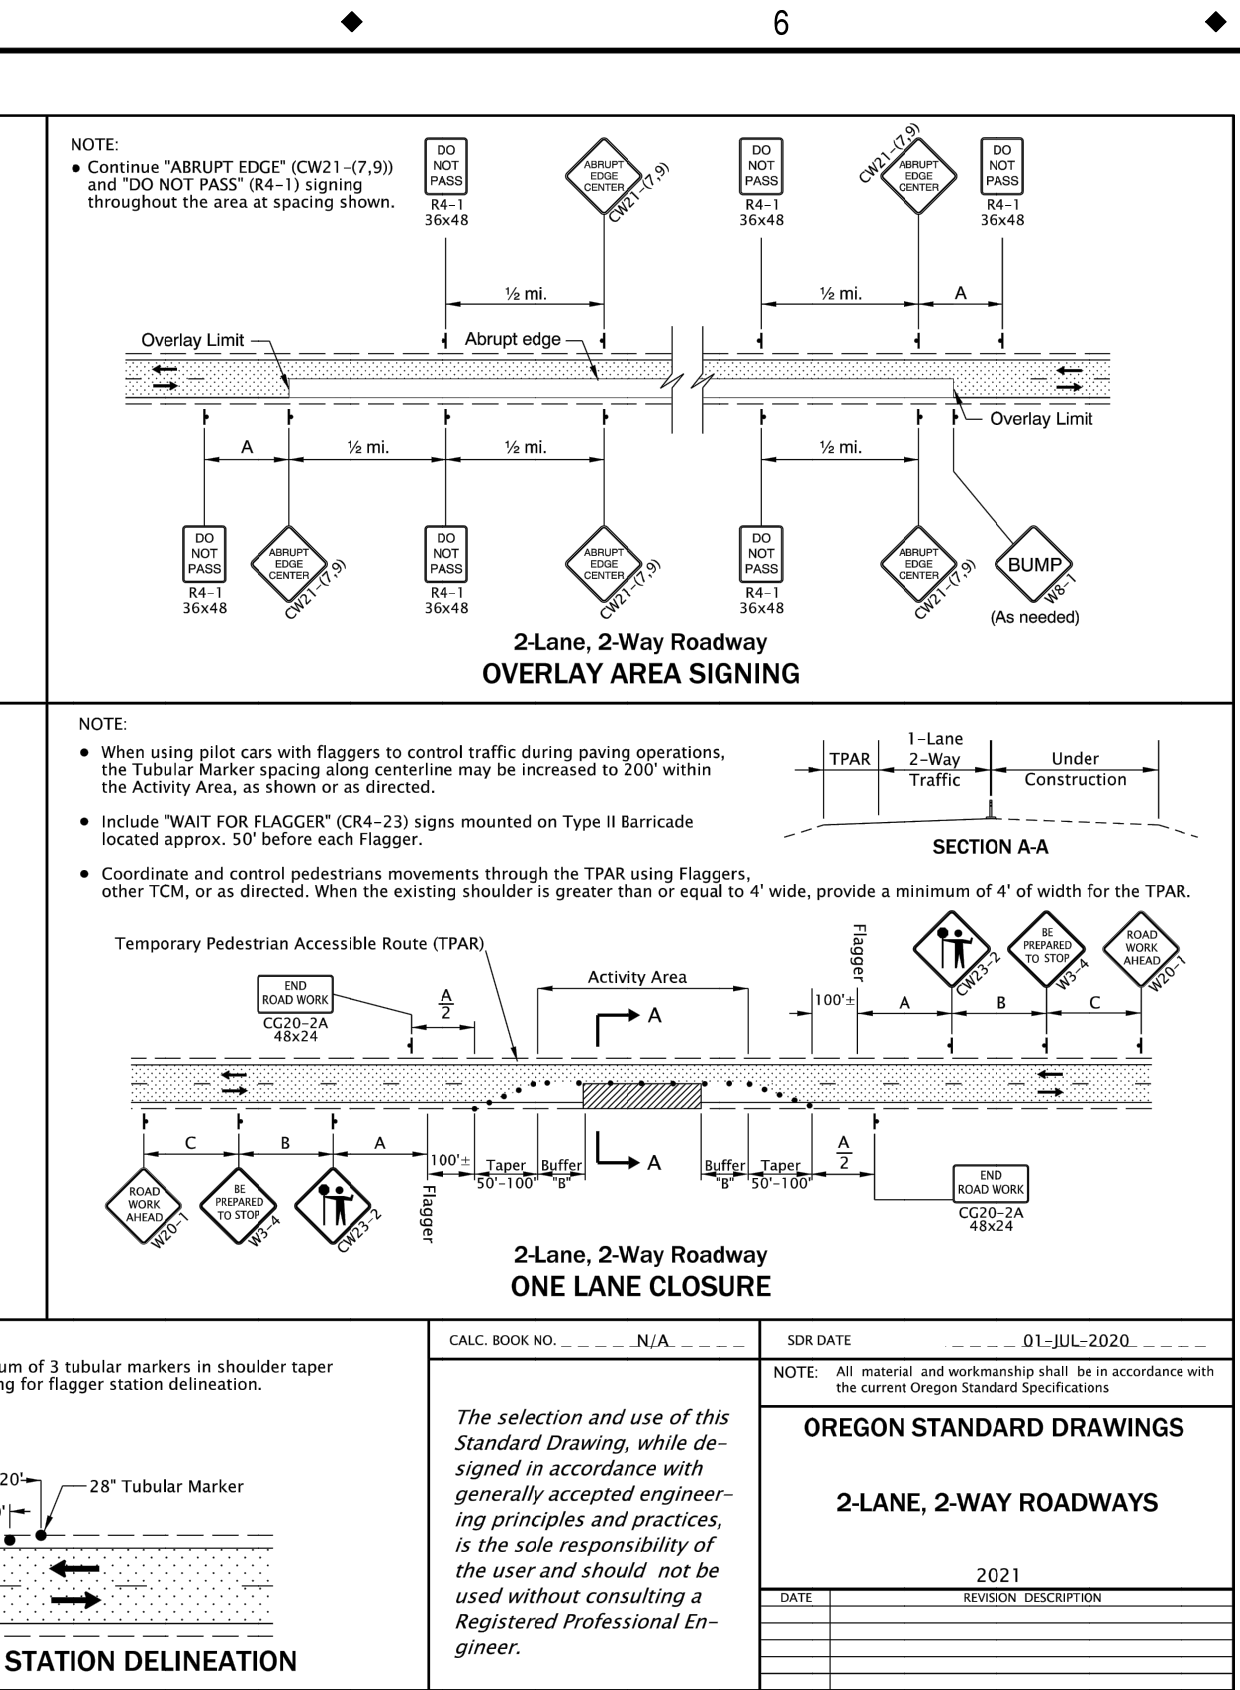 6
NOTE:
• Continue "ABRUPT EDGE" (CW21-(7,9))
and "DO NOT PASS" (R4-1) signing
throughout the area at spacing shown.
DO
NOT
PASS
R4-1
36x48
ABRUPT
EDGE
CENTER
CW21-(7,9)
DO
NOT
PASS
R4-1
36x48
ABRUPT
EDGE
CENTER
CW21-(7,9)
DO
NOT
PASS
R4-1
36x48
½ mi.
½ mi.
A
Overlay Limit
Abrupt edge
Overlay Limit
A
½ mi.
½ mi.
½ mi.
DO
NOT
PASS
R4-1
36x48
ABRUPT
EDGE
CENTER
CW21-(7,9)
DO
NOT
PASS
R4-1
36x48
ABRUPT
EDGE
CENTER
CW21-(7,9)
DO
NOT
PASS
R4-1
36x48
ABRUPT
EDGE
CENTER
CW21-(7,9)
BUMP
W8-1
(As needed)
2-Lane, 2-Way Roadway
OVERLAY AREA SIGNING
NOTE:
• When using pilot cars with flaggers to control traffic during paving operations,
the Tubular Marker spacing along centerline may be increased to 200' within
the Activity Area, as shown or as directed.
• Include "WAIT FOR FLAGGER" (CR4-23) signs mounted on Type II Barricade
located approx. 50' before each Flagger.
• Coordinate and control pedestrians movements through the TPAR using Flaggers,
other TCM, or as directed. When the existing shoulder is greater than or equal to 4' wide, provide a minimum of 4' of width for the TPAR.
TPAR
1-Lane
2-Way
Traffic
Under
Construction
SECTION A-A
Temporary Pedestrian Accessible Route (TPAR)
END
ROAD WORK
CG20-2A
48x24
A
2
Activity Area
A
100'±
Flagger
CW23-2
BE
PREPARED
TO STOP
W3-4
ROAD
WORK
AHEAD
W20-1
A
B
C
C
B
A
100'±
Flagger
Taper
50'-100'
Buffer
"B"
A
Buffer
"B"
Taper
50'-100'
A
2
ROAD
WORK
AHEAD
W20-1
BE
PREPARED
TO STOP
W3-4
CW23-2
END
ROAD WORK
CG20-2A
48x24
2-Lane, 2-Way Roadway
ONE LANE CLOSURE
um of 3 tubular markers in shoulder taper
ng for flagger station delineation.
20'
'
28" Tubular Marker
STATION DELINEATION
CALC. BOOK NO. N/A
The selection and use of this
Standard Drawing, while de-
signed in accordance with
generally accepted engineer-
ing principles and practices,
is the sole responsibility of
the user and should not be
used without consulting a
Registered Professional En-
gineer.
SDR DATE 01-JUL-2020
NOTE: All material and workmanship shall be in accordance with
the current Oregon Standard Specifications
OREGON STANDARD DRAWINGS
2-LANE, 2-WAY ROADWAYS
2021
DATE REVISION DESCRIPTION